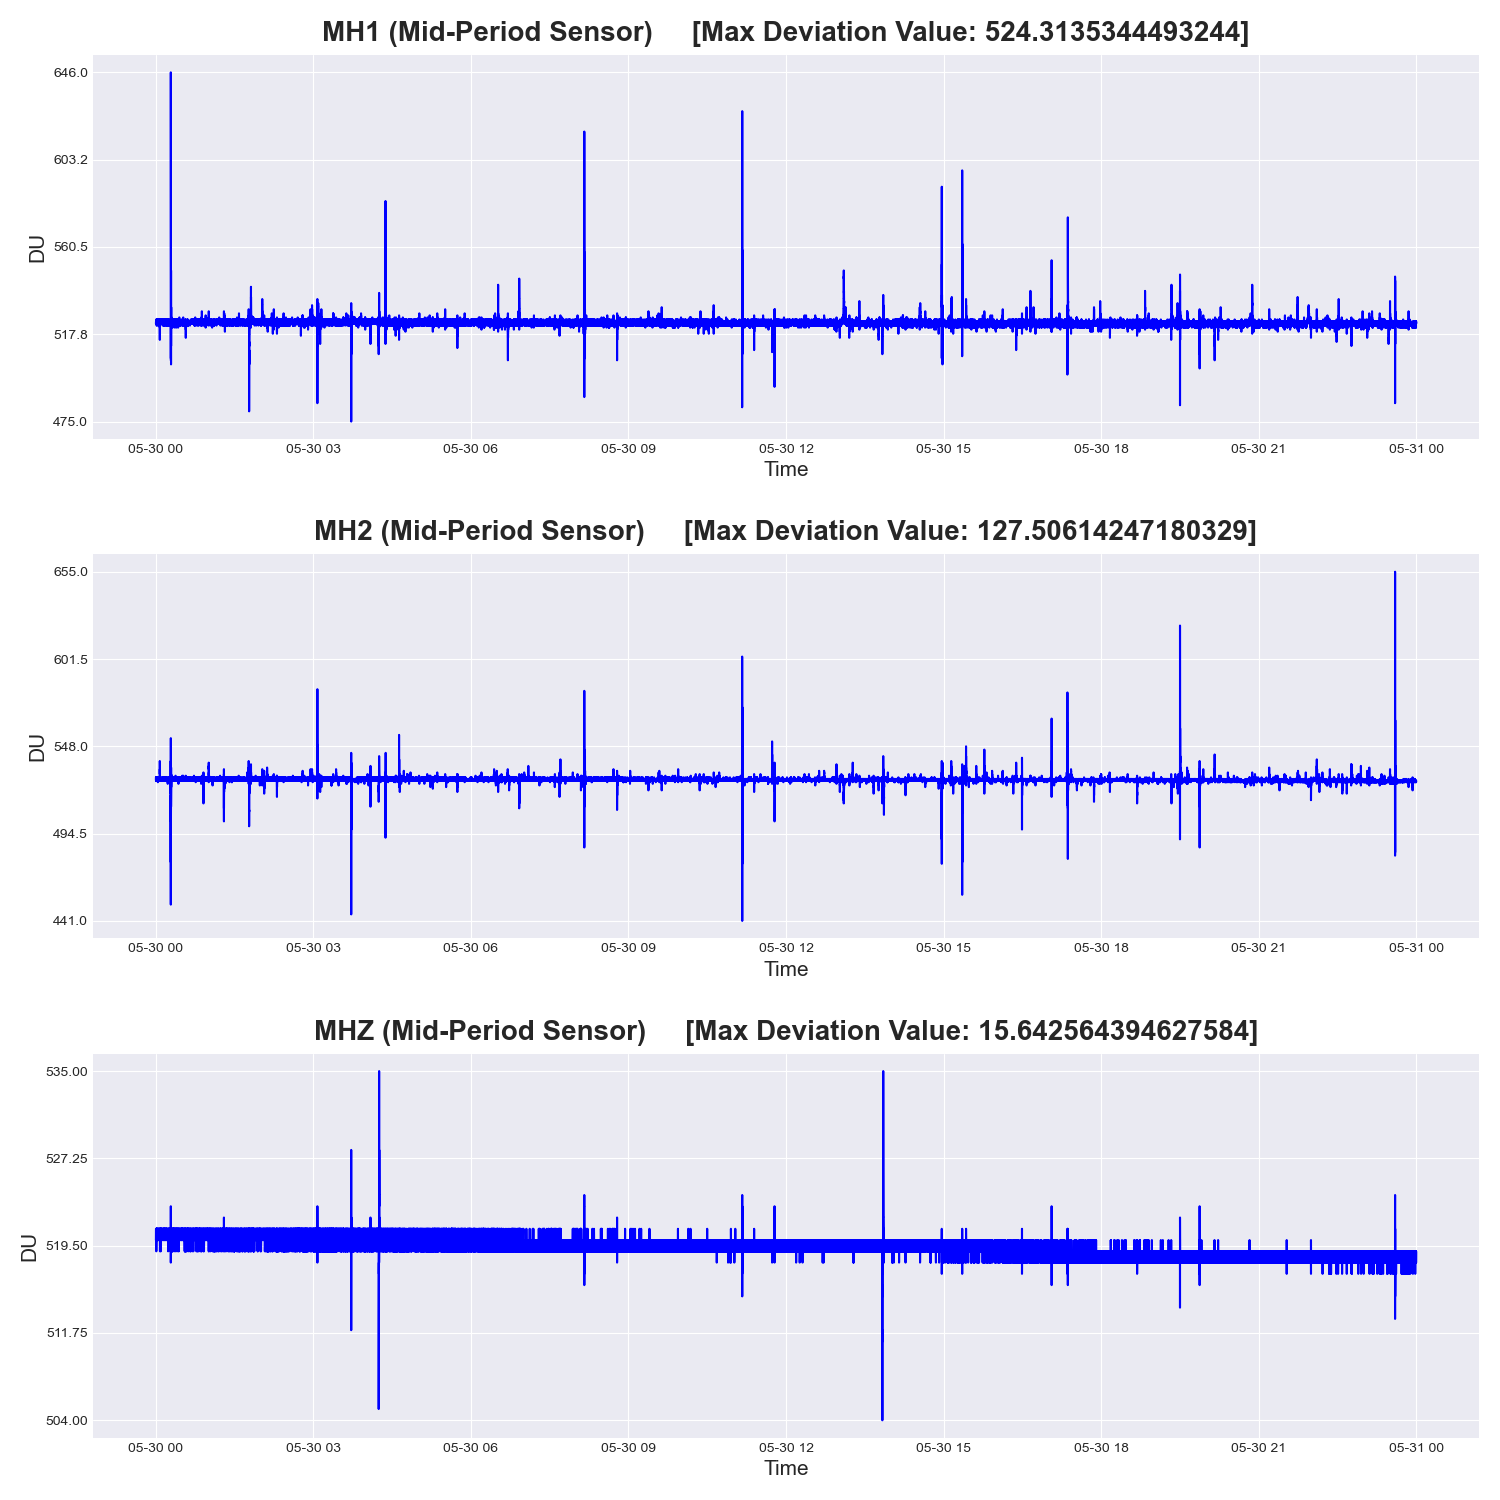 MH1 (Mid-Period Sensor) [Max Deviation Value: 524.3135344493244]
646.0
603.2
560.5
517.8
475.0
DU
05-30 00 05-30 03 05-30 06 05-30 09 05-30 12 05-30 15 05-30 18 05-30 21 05-31 00
Time
MH2 (Mid-Period Sensor) [Max Deviation Value: 127.50614247180329]
655.0
601.5
548.0
494.5
441.0
DU
05-30 00 05-30 03 05-30 06 05-30 09 05-30 12 05-30 15 05-30 18 05-30 21 05-31 00
Time
MHZ (Mid-Period Sensor) [Max Deviation Value: 15.642564394627584]
535.00
527.25
519.50
511.75
504.00
DU
05-30 00 05-30 03 05-30 06 05-30 09 05-30 12 05-30 15 05-30 18 05-30 21 05-31 00
Time